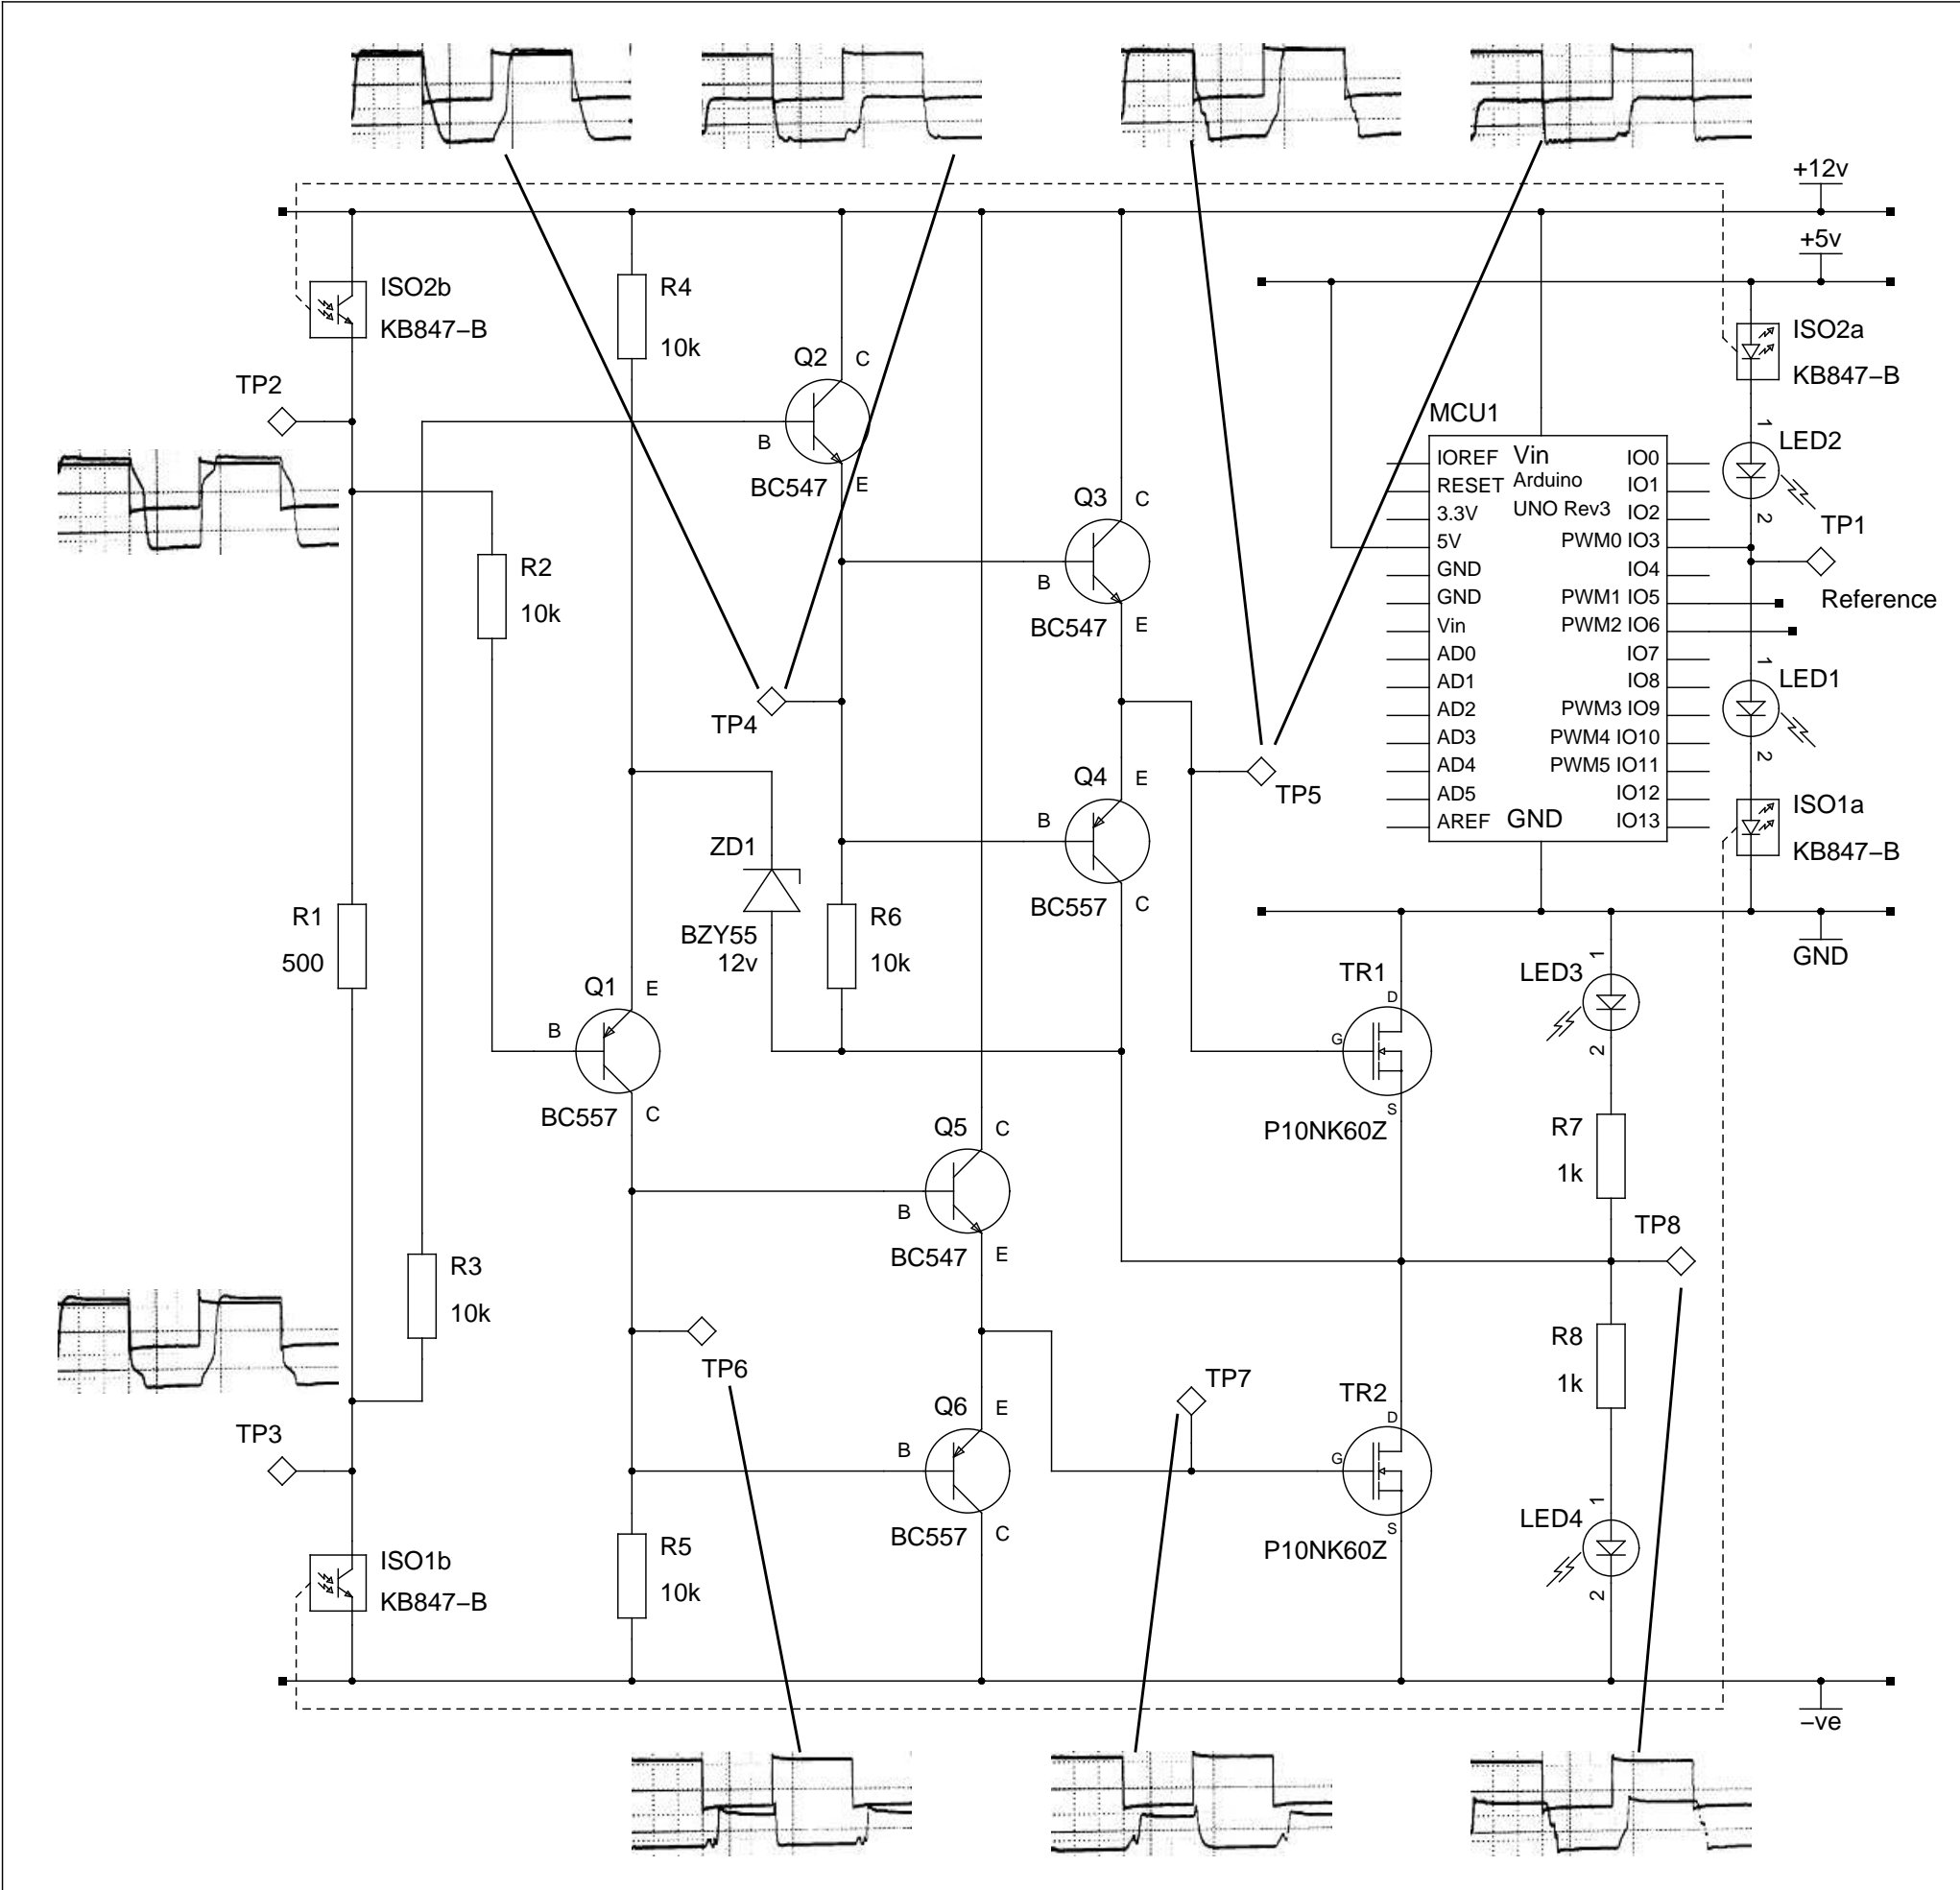 +12v
+5v
ISO2b
KB847–B
R4
10k
ISO2a
KB847–B
Q2
C
B
E
BC547
TP2
MCU1
1
LED2
2
IOREF
RESET
3.3V
5V
GND
GND
Vin
AD0
AD1
AD2
AD3
AD4
AD5
AREF
Vin
Arduino
UNO Rev3
GND
IO0
IO1
IO2
PWM0 IO3
IO4
PWM1 IO5
PWM2 IO6
IO7
IO8
PWM3 IO9
PWM4 IO10
PWM5 IO11
IO12
IO13
TP1
Reference
Q3
C
B
E
BC547
R2
10k
1
LED1
2
TP4
TP5
Q4
E
B
C
BC557
ISO1a
KB847–B
ZD1
BZY55
12v
R6
10k
R1
500
GND
Q1
E
B
C
BC557
TR1
D
G
S
P10NK60Z
1
LED3
2
R7
1k
Q5
C
B
E
BC547
TP8
R3
10k
TP6
TP7
R8
1k
Q6
E
B
C
BC557
TR2
D
G
S
P10NK60Z
1
LED4
2
TP3
ISO1b
KB847–B
R5
10k
–ve